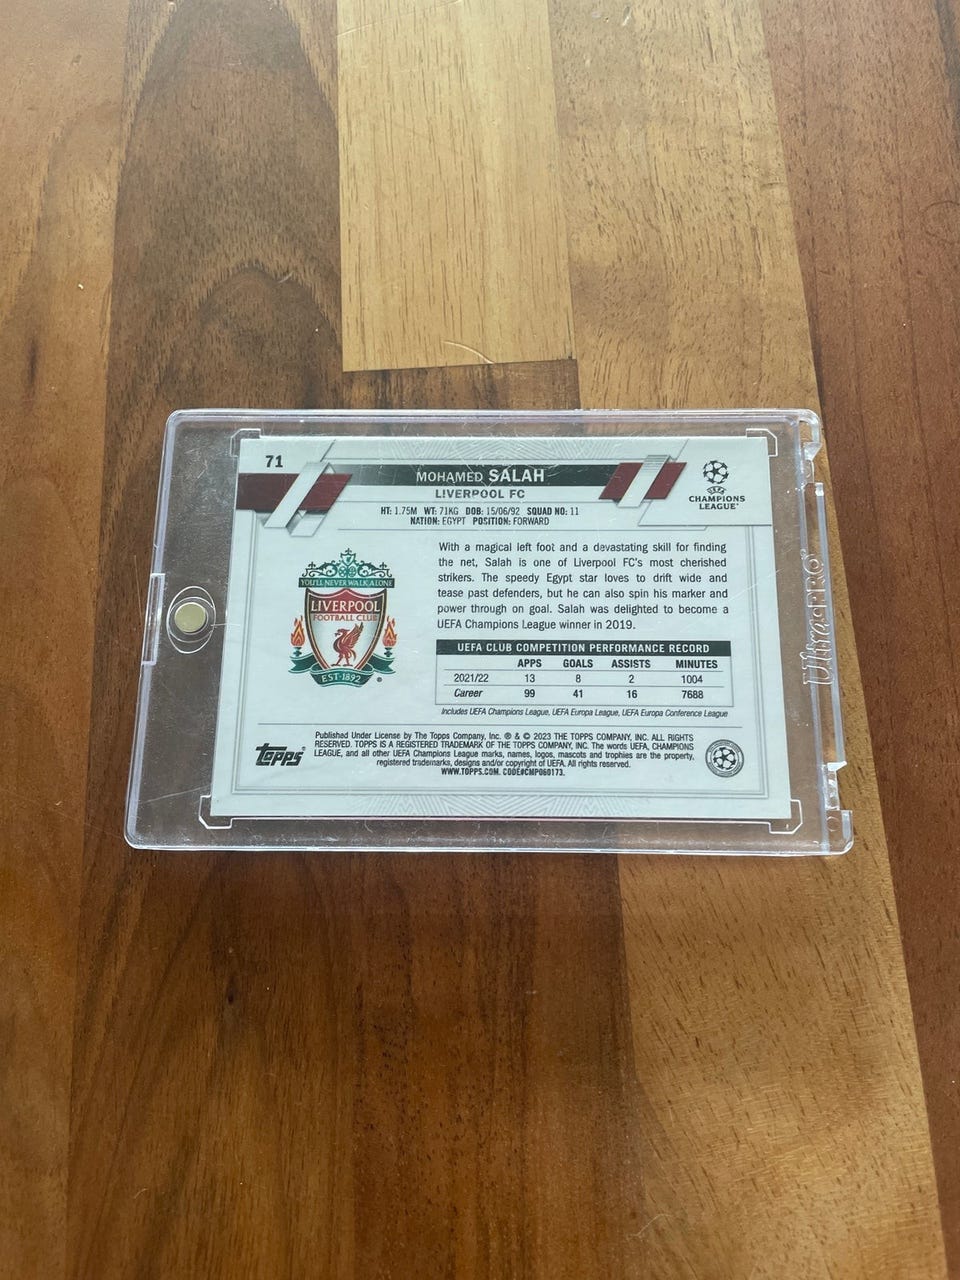 71
MOHAMED SALAH
LIVERPOOL FC
HT: 1.75M WT: 71KG DOB: 15/06/92 SQUAD NO: 11
NATION: EGYPT POSITION: FORWARD
UEFA
CHAMPIONS
LEAGUE®
With a magical left foot and a devastating skill for finding
the net, Salah is one of Liverpool FC's most cherished
strikers. The speedy Egypt star loves to drift wide and
tease past defenders, but he can also spin his marker and
power through on goal. Salah was delighted to become a
UEFA Champions League winner in 2019.
YOU'LL NEVER WALK ALONE
LIVERPOOL
FOOTBALL CLUB
EST·1892
®
UEFA CLUB COMPETITION PERFORMANCE RECORD
APPS GOALS ASSISTS MINUTES
2021/22 13 8 2 1004
Career 99 41 16 7688
Includes UEFA Champions League, UEFA Europa League, UEFA Europa Conference League
Topps®
Published Under License by The Topps Company, Inc. ® & © 2023 THE TOPPS COMPANY, INC. ALL RIGHTS
RESERVED. TOPPS IS A REGISTERED TRADEMARK OF THE TOPPS COMPANY, INC. The words UEFA, CHAMPIONS
LEAGUE, and all other UEFA Champions League marks, names, logos, mascots and trophies are the property,
registered trademarks, designs and/or copyright of UEFA. All rights reserved.
WWW.TOPPS.COM. CODE#CMP060173.
Ultra•PRO®